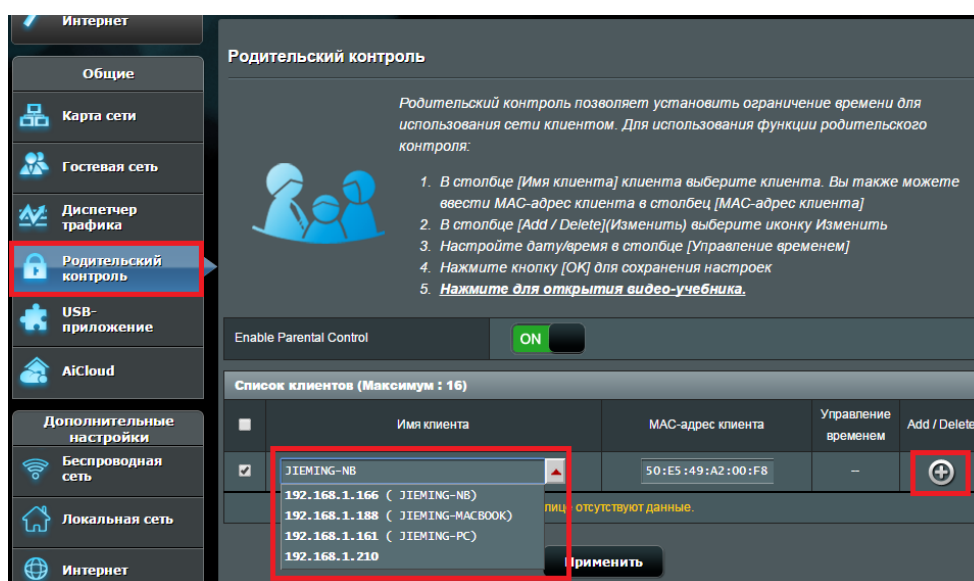 Интернет
Общие
Карта сети
Гостевая сеть
Диспетчер
трафика
Родительский
контроль
USB-
приложение
AiCloud
Дополнительные
настройки
Беспроводная
сеть
Локальная сеть
Интернет
Родительский контроль
Родительский контроль позволяет установить ограничение времени для
использования сети клиентом. Для использования функции родительского
контроля:
1. В столбце [Имя клиента] клиента выберите клиента. Вы также можете
ввести MAC-адрес клиента в столбец [MAC-адрес клиента]
2. В столбце [Add / Delete](Изменить) выберите иконку Изменить
3. Настройте дату/время в столбце [Управление временем]
4. Нажмите кнопку [OK] для сохранения настроек
5. Нажмите для открытия видео-учебника.
Enable Parental Control
ON
Список клиентов (Максимум : 16)
Имя клиента
MAC-адрес клиента
Управление
временем
Add / Delete
JIEMING-NB
50:E5:49:A2:00:F8
--
192.168.1.166 ( JIEMING-NB)
192.168.1.188 ( JIEMING-MACBOOK)
192.168.1.161 ( JIEMING-PC)
192.168.1.210
отсутствуют данные.
Применить